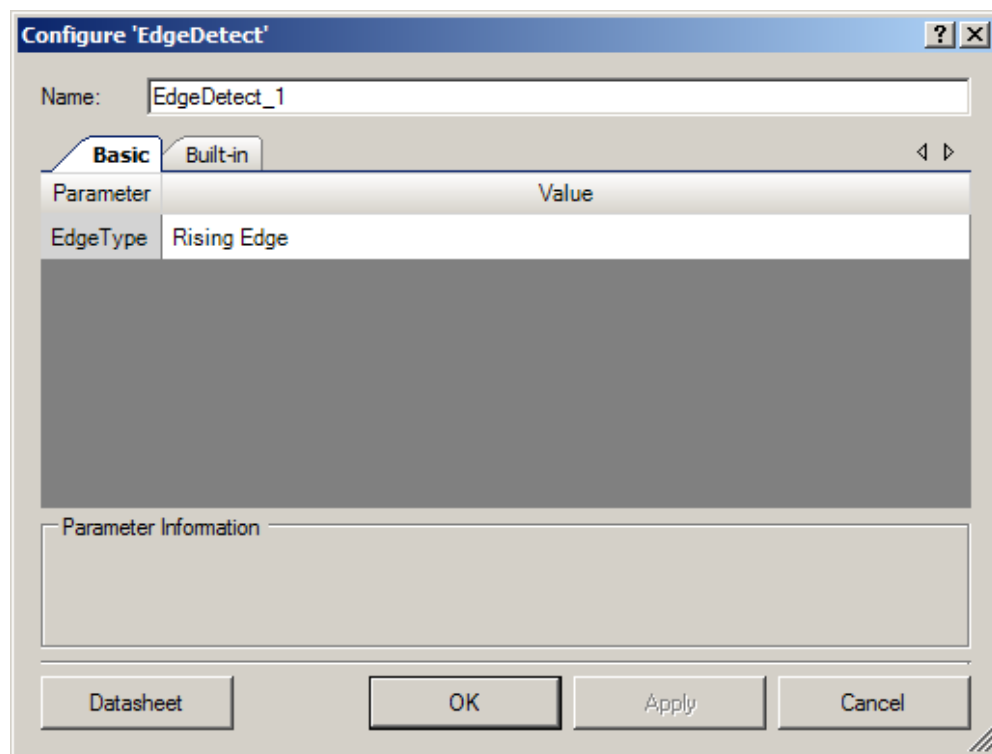 Configure 'EdgeDetect'
?
Name: EdgeDetect_1
Basic Built-in
Parameter Value
EdgeType Rising Edge
Parameter Information
Datasheet OK Apply Cancel